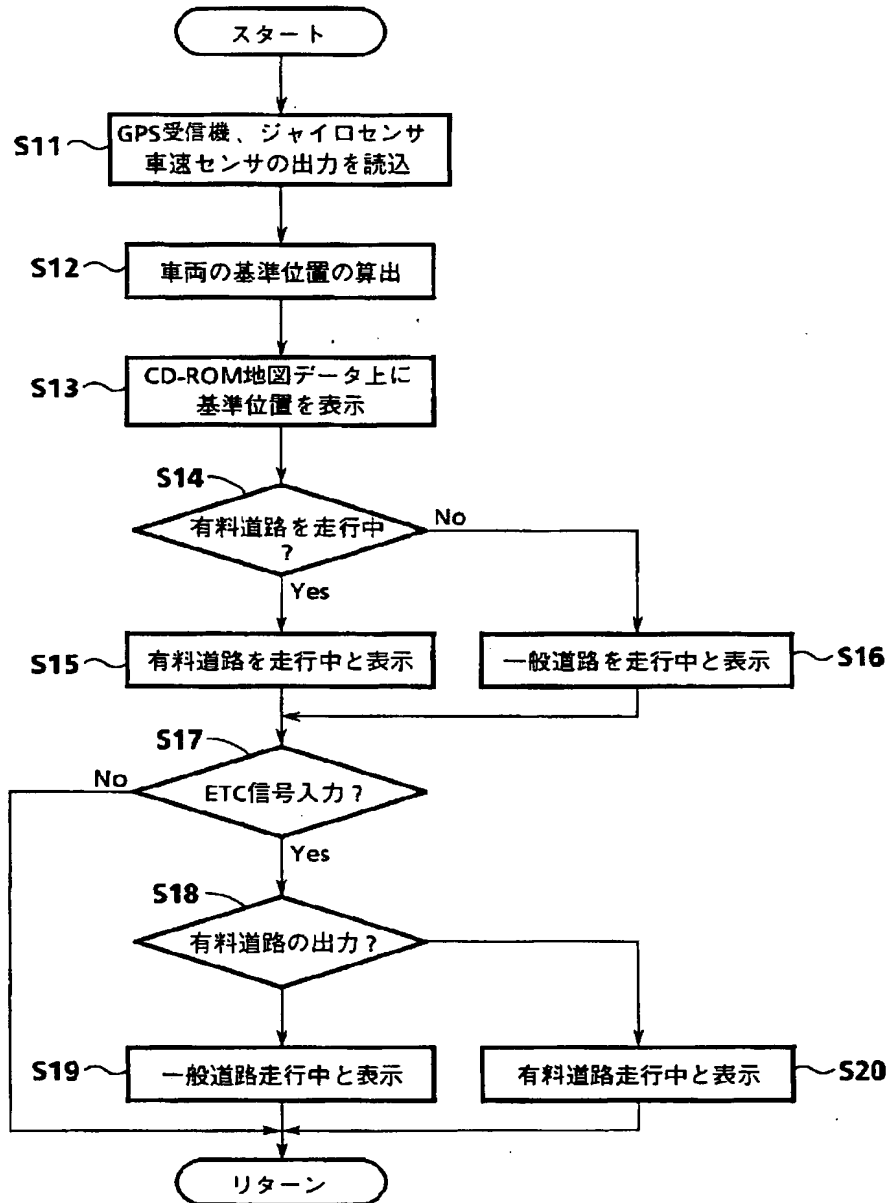 スタート
S11
GPS受信機、ジャイロセンサ
車速センサの出力を読込
S12
車両の基準位置の算出
S13
CD-ROM地図データ上に
基準位置を表示
S14
有料道路を走行中
?
No
Yes
S15
有料道路を走行中と表示
一般道路を走行中と表示
S16
S17
No
ETC信号入力?
Yes
S18
有料道路の出力?
S19
一般道路走行中と表示
有料道路走行中と表示
S20
リターン